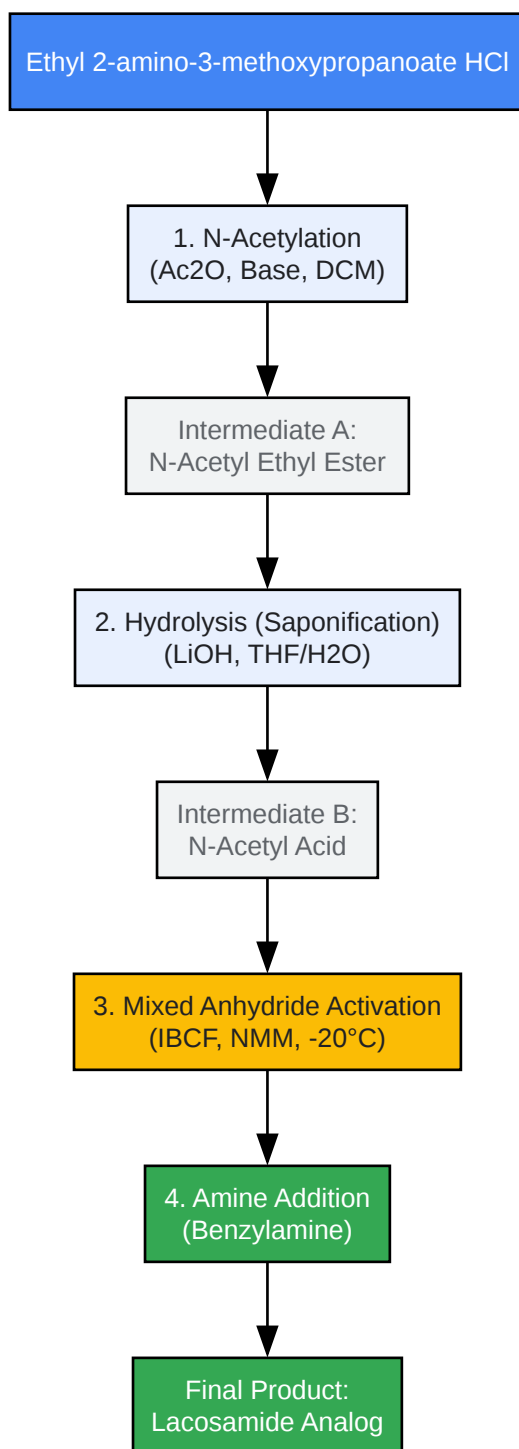 Ethyl 2-amino-3-methoxypropanoate HCl
1. N-Acetylation
(Ac2O, Base, DCM)
Intermediate A:
N-Acetyl Ethyl Ester
2. Hydrolysis (Saponification)
(LiOH, THF/H2O)
Intermediate B:
N-Acetyl Acid
3. Mixed Anhydride Activation
(IBCF, NMM, -20°C)
4. Amine Addition
(Benzylamine)
Final Product:
Lacosamide Analog